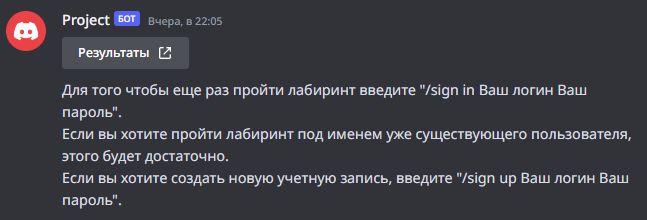 Project БОТ Вчера, в 22:05
Результаты
Для того чтобы еще раз пройти лабиринт введите "/sign in Ваш логин Ваш
пароль".
Если вы хотите пройти лабиринт под именем уже существующего пользователя,
этого будет достаточно.
Если вы хотите создать новую учетную запись, введите "/sign up Ваш логин Ваш
пароль".